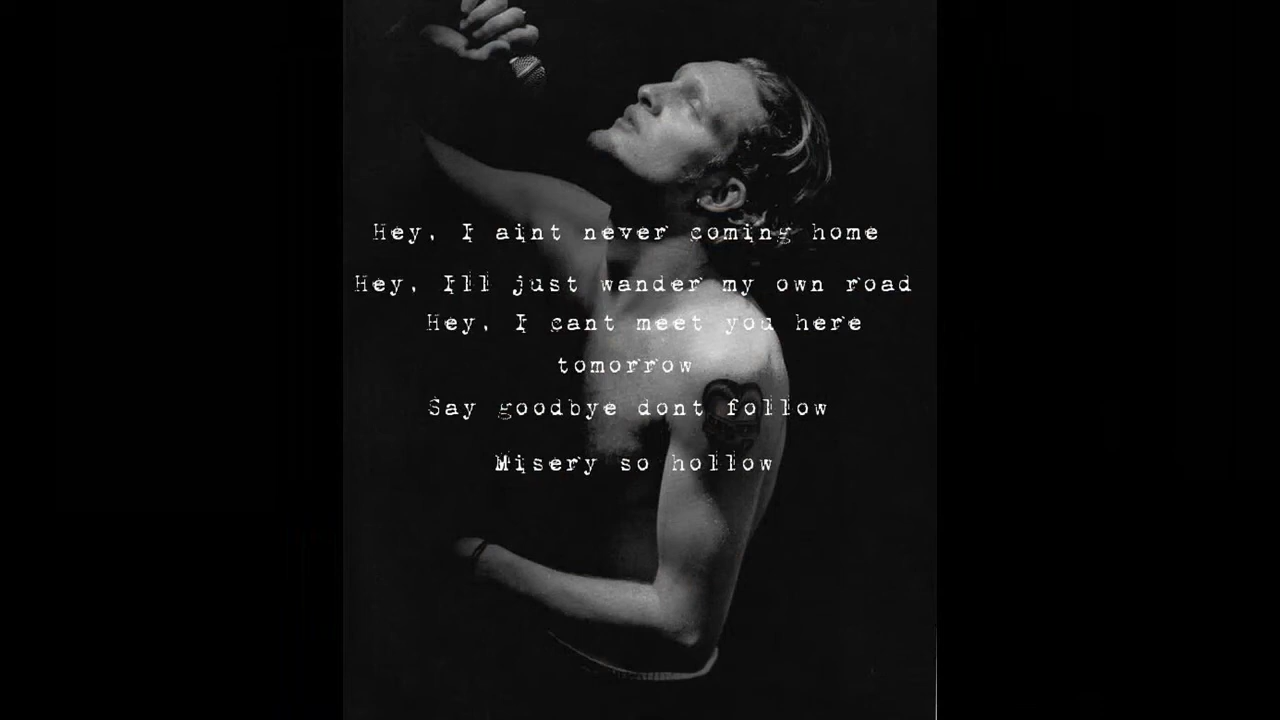 Hey, I aint never coming home
Hey, Ill just wander my own road
Hey, I cant meet you here
tomorrow
Say goodbye dont follow
Misery so hollow